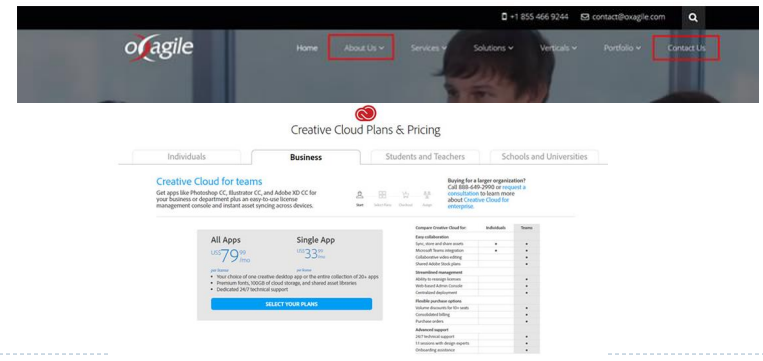 +1 855 466 9244 contact@oxagile.com
oxagile Home About Us Services Solutions Verticals Portfolio Contact Us
Creative Cloud Plans & Pricing
Individuals Business Students and Teachers Schools and Universities
Creative Cloud for teams
Get apps like Photoshop CC, Illustrator CC, and Adobe XD CC for
your business or department plus an easy-to-use license
management console and instant asset syncing across devices.
Start
Buying for a larger organization?
Call 888-649-2990 or request a
consultation to learn more
about Creative Cloud for
enterprise.
All Apps Single App
US$79.99/mo US$33.99/mo
per license per license
• Your choice of one creative desktop app or the entire collection of 20+ apps
• Premium fonts, 100GB of cloud storage, and shared asset libraries
• Dedicated 24/7 technical support
SELECT YOUR PLANS
Compare Creative Cloud for: Individuals Teams
Easy collaboration
Sync, store and share assets • •
Microsoft Teams integration • •
Collaborative video editing •
Shared Adobe Stock plans •
Streamlined management
Ability to reassign licenses •
Web-based Admin Console •
Centralized deployment •
Flexible purchase options
Volume discounts for 10+ seats •
Consolidated billing •
Purchase orders •
Advanced support
24/7 technical support •
1:1 sessions with design experts •
Onboarding assistance •